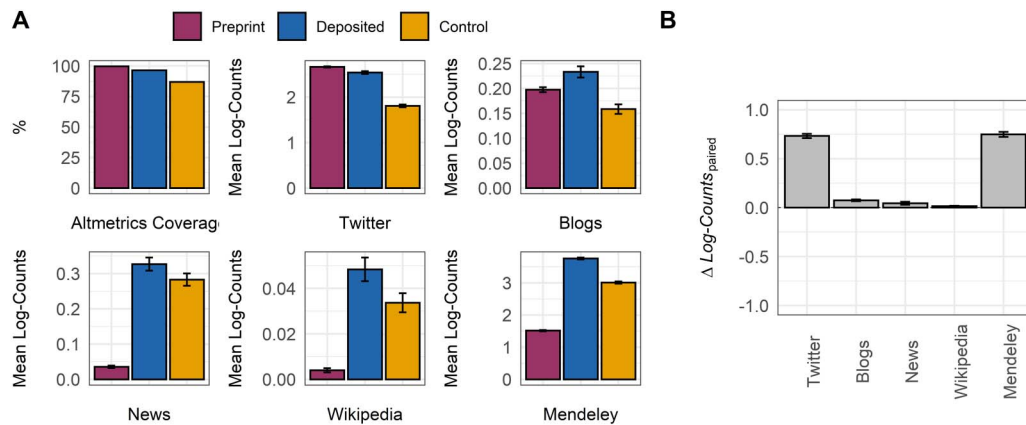 A
B
Preprint Deposited Control
%
100
75
50
25
0
Altmetrics Coverag
Mean Log-Counts
2
1
0
Twitter
Mean Log-Counts
0.25
0.20
0.15
0.10
0.05
0.00
Blogs
Mean Log-Counts
0.3
0.2
0.1
0.0
News
Mean Log-Counts
0.04
0.02
0.00
Wikipedia
Mean Log-Counts
3
2
1
0
Mendeley
Δ Log-Counts paired
1.0
0.5
0.0
-0.5
-1.0
Twitter
Blogs
News
Wikipedia
Mendeley